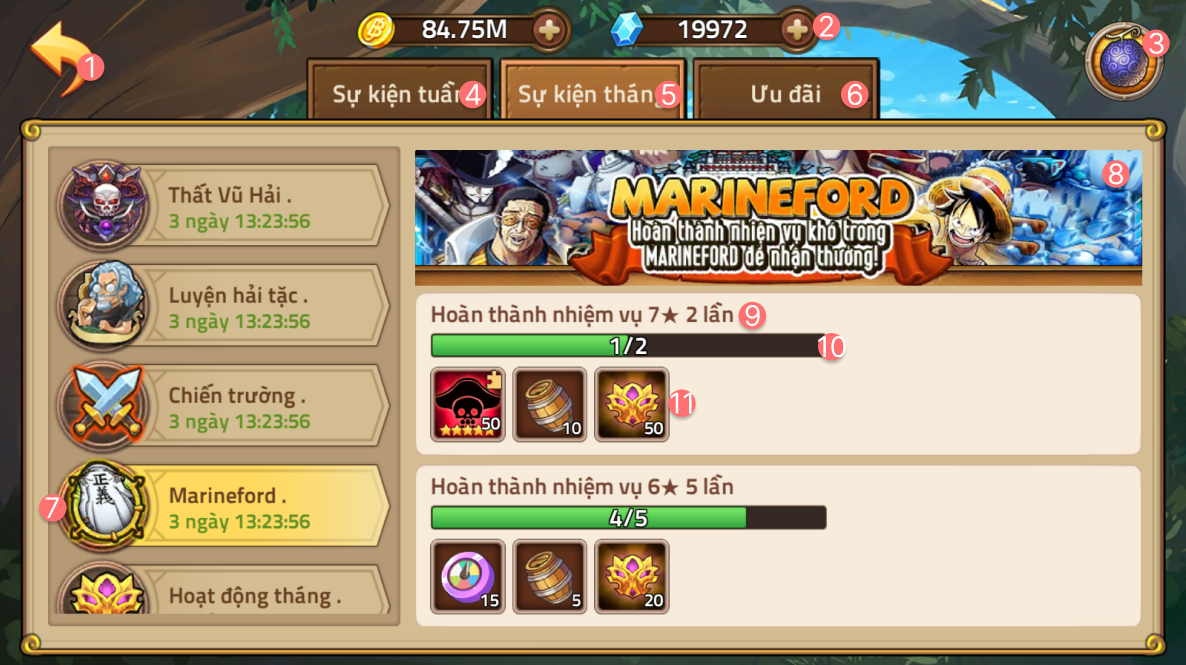 84.75M
19972
2
1
3
Sự kiện tuần 4
Sự kiện tháng 5
Ưu đãi 6
Thất Vũ Hải .
3 ngày 13:23:56
Luyện hải tặc .
3 ngày 13:23:56
Chiến trường .
3 ngày 13:23:56
7
正義
Marineford .
3 ngày 13:23:56
Hoạt động tháng .
8
MARINEFORD
Hoàn thành nhiệm vụ khó trong
MARINEFORD để nhận thưởng!
Hoàn thành nhiệm vụ 7★ 2 lần 9
1/2 10
50 10 50 11
Hoàn thành nhiệm vụ 6★ 5 lần
4/5
15 5 20